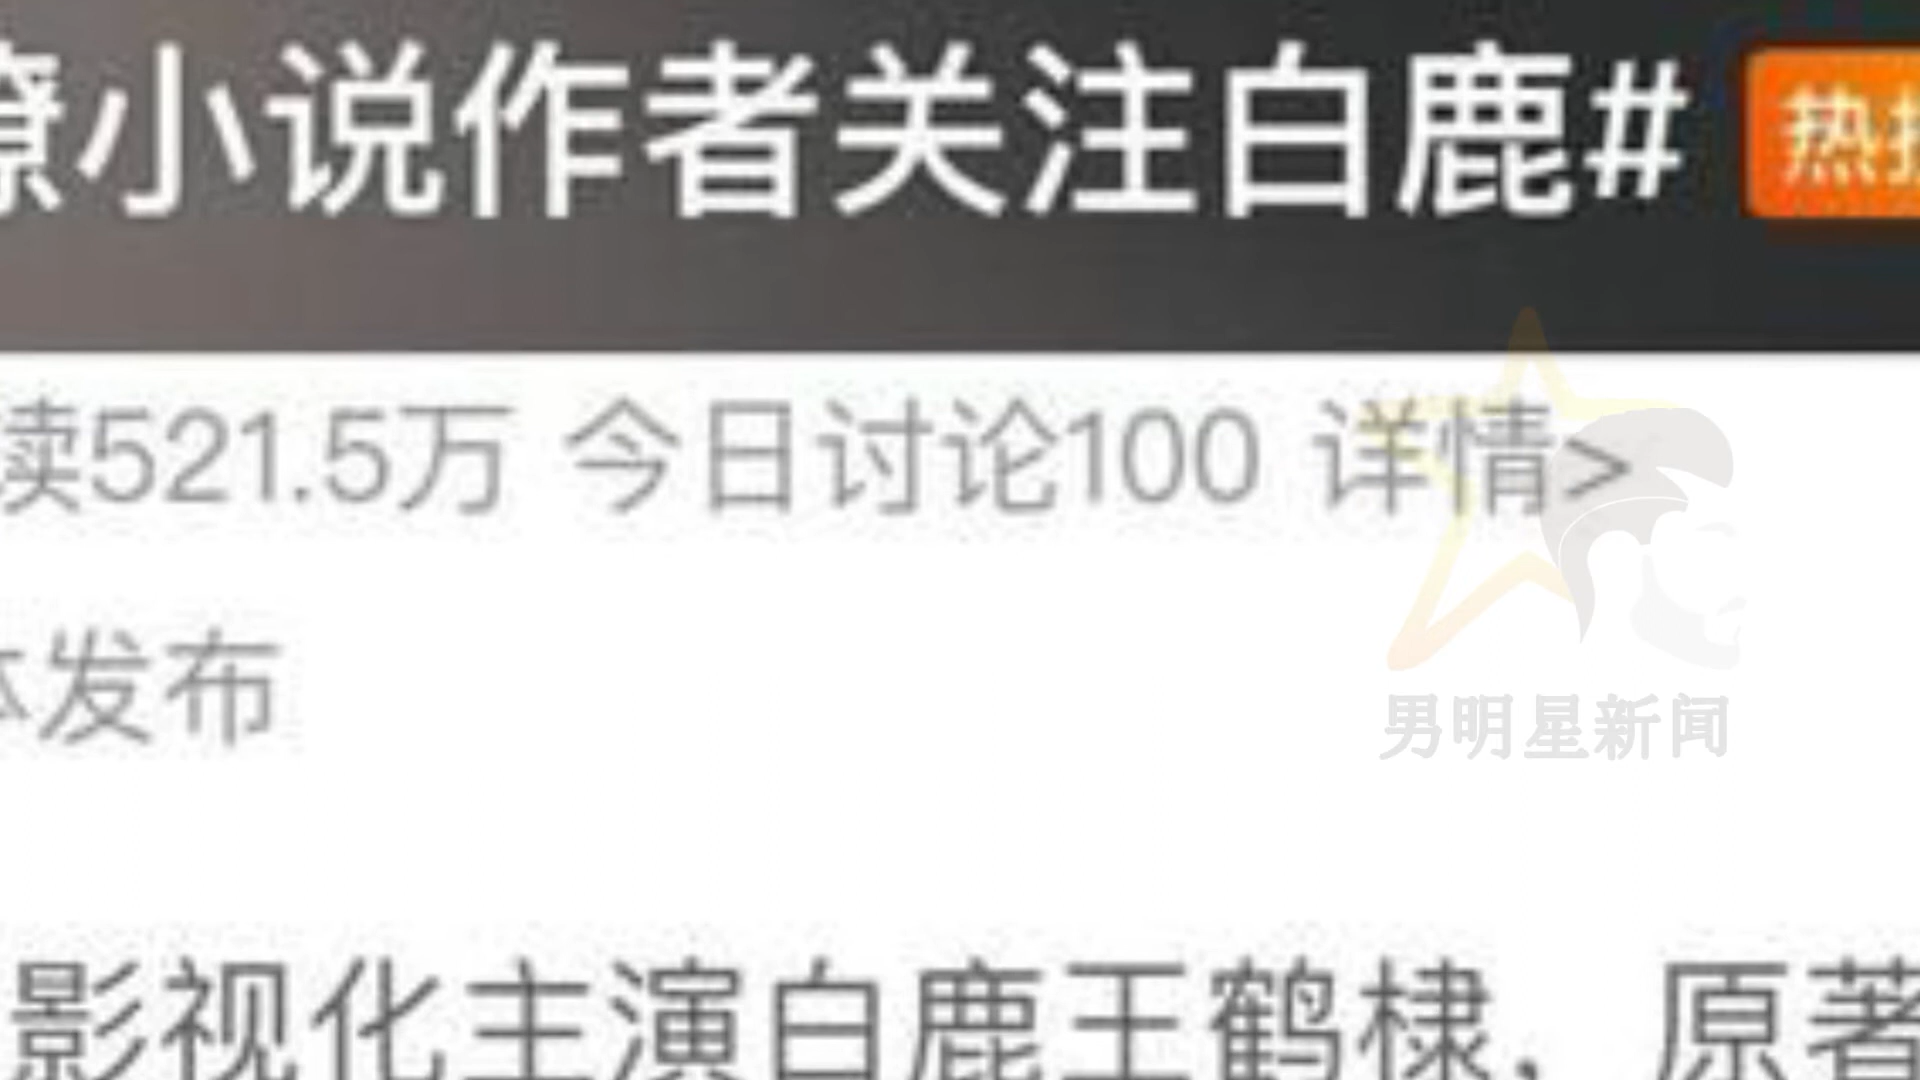 小说作者关注白鹿# 热
读521.5万 今日讨论100 详情>
发布
男明星新闻
影视化主演白鹿王鹤棣，原著